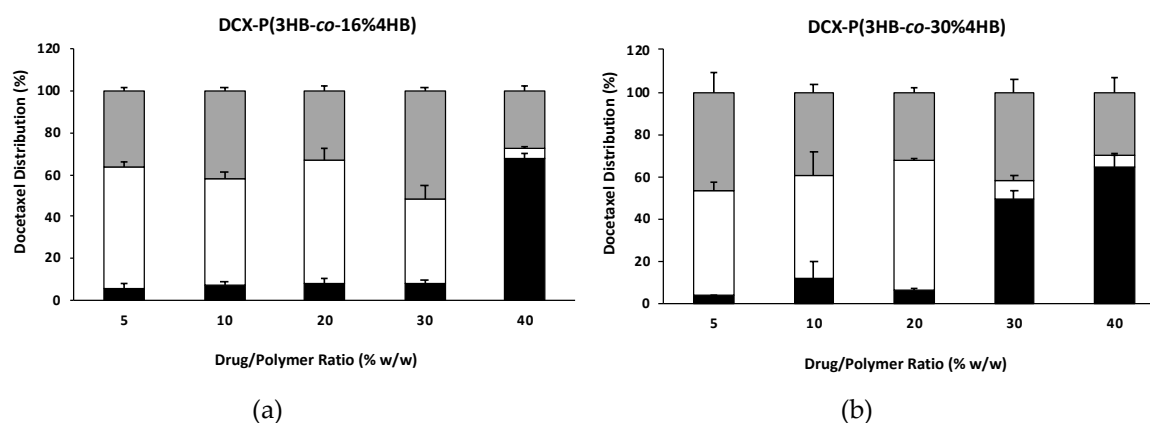 DCX-P(3HB-co-16%4HB)
Docetaxel Distribution (%)
120
100
80
60
40
20
0
5 10 20 30 40
Drug/Polymer Ratio (% w/w)
(a)
DCX-P(3HB-co-30%4HB)
Docetaxel Distribution (%)
120
100
80
60
40
20
0
5 10 20 30 40
Drug/Polymer Ratio (% w/w)
(b)